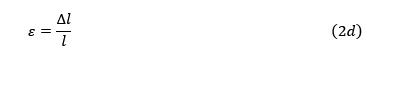 ε = Δl / l (2d)